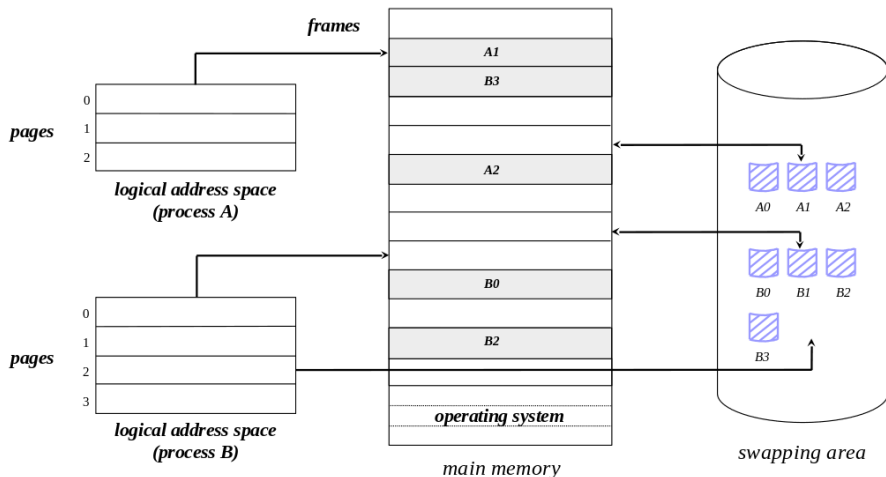 frames
A1
B3
0
1
2
pages
logical address space
(process A)
A2
A0 A1 A2
B0
B0 B1 B2
B2
B3
0
1
2
3
pages
logical address space
(process B)
operating system
main memory
swapping area